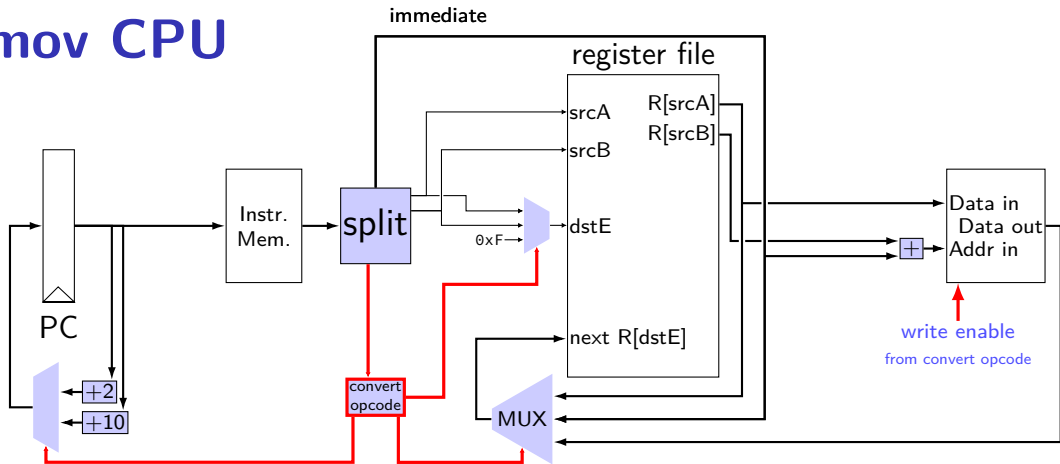 immediate
mov CPU
register file
srcA
R[srcA]
R[srcB]
srcB
split
Instr.
Mem.
0xF
dstE
Data in
Data out
Addr in
+
PC
next R[dstE]
write enable
from convert opcode
convert
opcode
+2
+10
MUX